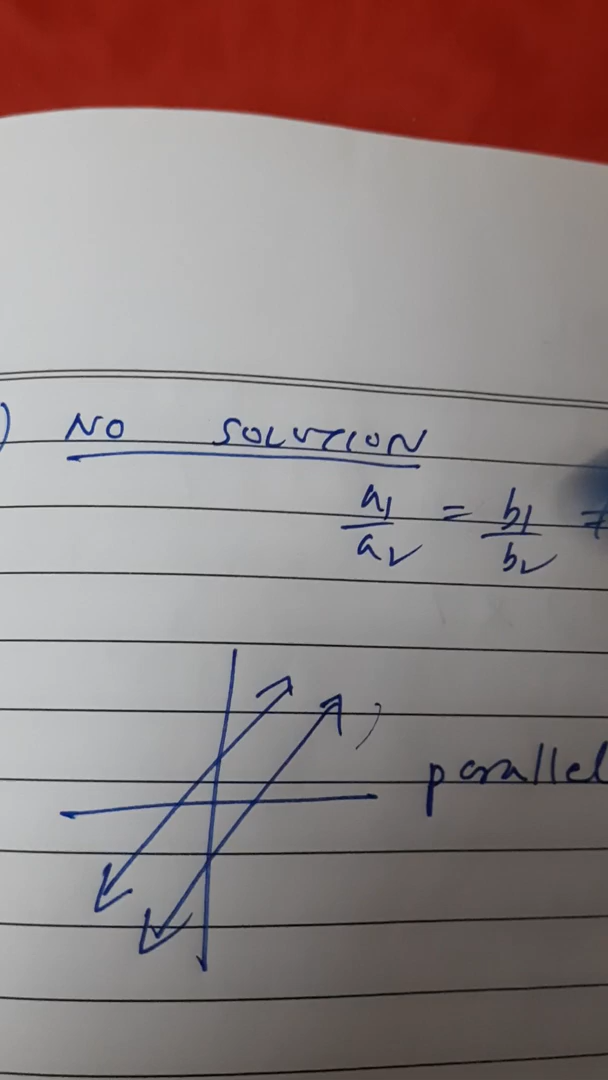 ) NO SOLUTION
a1/a2 = b1/b2
parallel